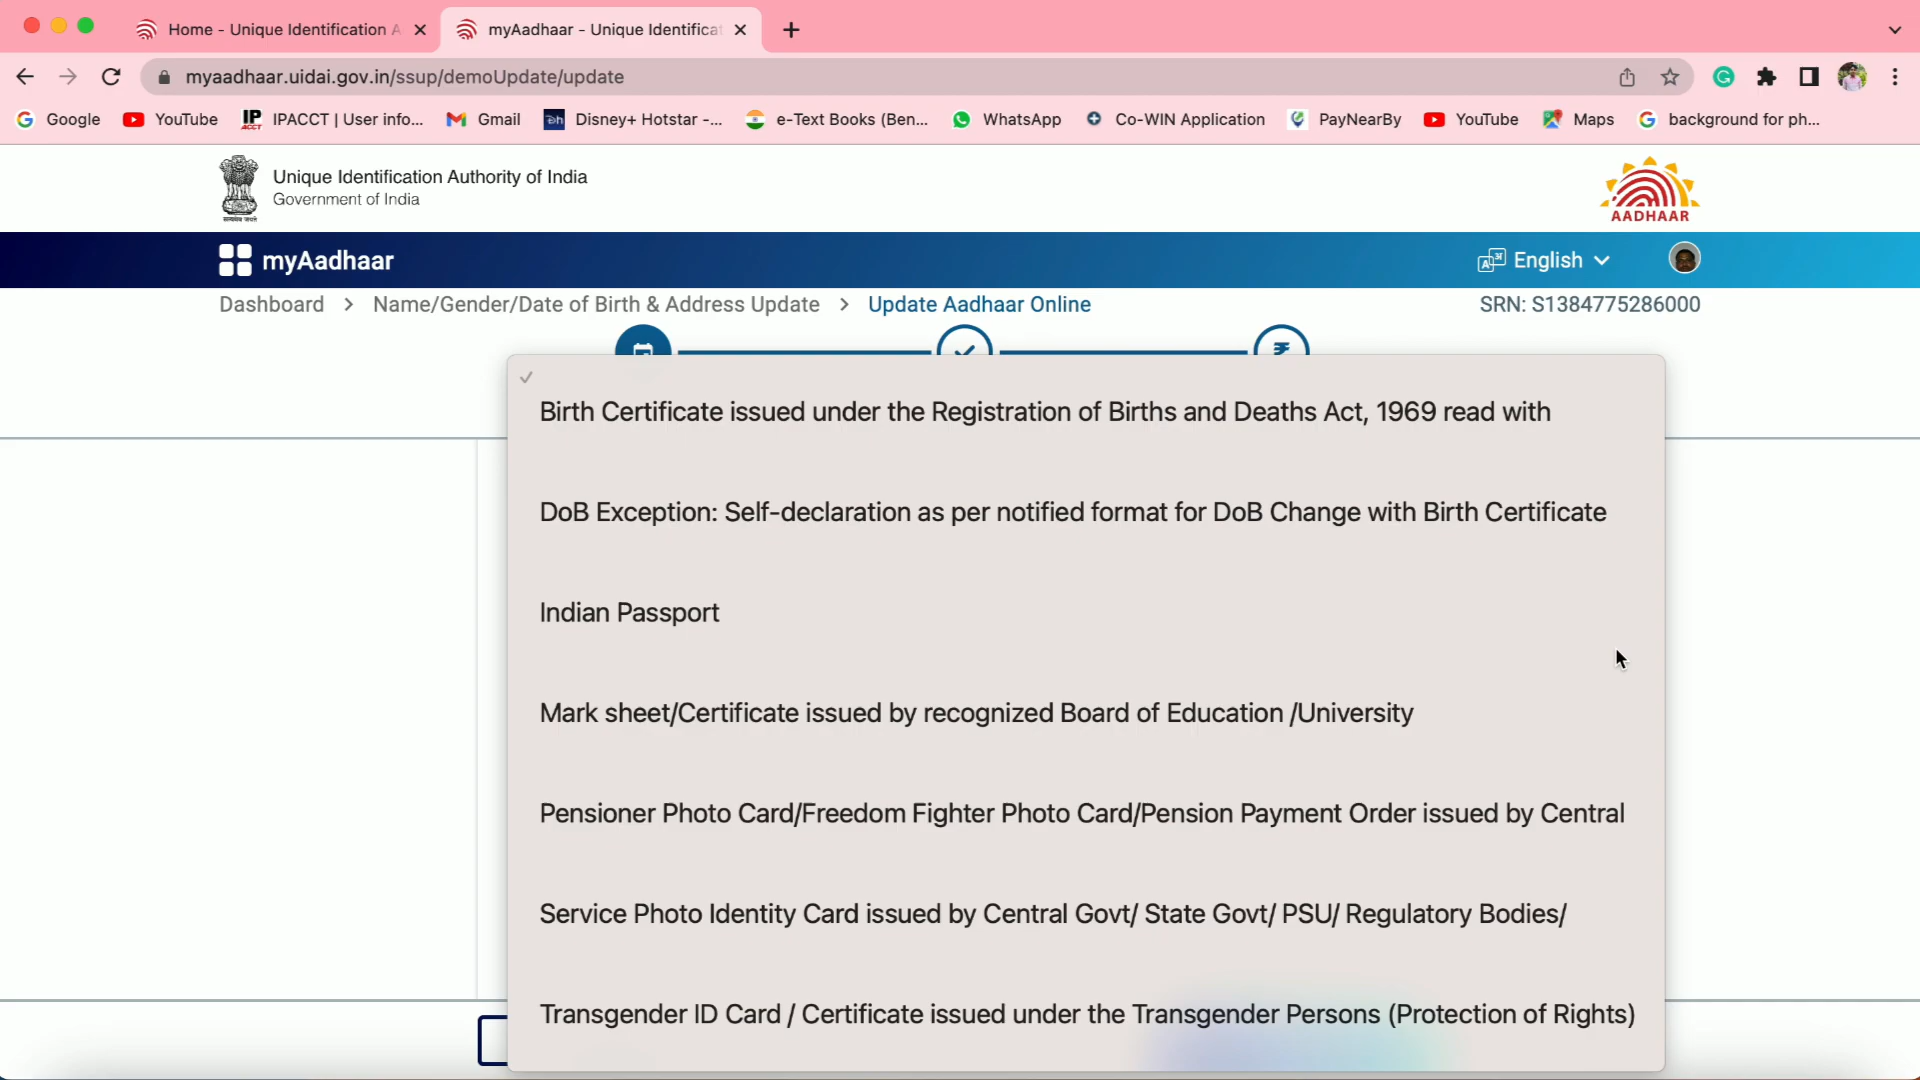 Home - Unique Identification A
myAadhaar - Unique Identificat
myaadhaar.uidai.gov.in/ssup/demoUpdate/update
Google
YouTube
IPACCT | User info...
Gmail
Disney+ Hotstar -...
e-Text Books (Ben...
WhatsApp
Co-WIN Application
PayNearBy
YouTube
Maps
background for ph...
Unique Identification Authority of India
Government of India
सत्यमेव जयते
AADHAAR
myAadhaar
English
Dashboard > Name/Gender/Date of Birth & Address Update > Update Aadhaar Online
SRN: S1384775286000
₹
Birth Certificate issued under the Registration of Births and Deaths Act, 1969 read with
DoB Exception: Self-declaration as per notified format for DoB Change with Birth Certificate
Indian Passport
Mark sheet/Certificate issued by recognized Board of Education /University
Pensioner Photo Card/Freedom Fighter Photo Card/Pension Payment Order issued by Central
Service Photo Identity Card issued by Central Govt/ State Govt/ PSU/ Regulatory Bodies/
Transgender ID Card / Certificate issued under the Transgender Persons (Protection of Rights)